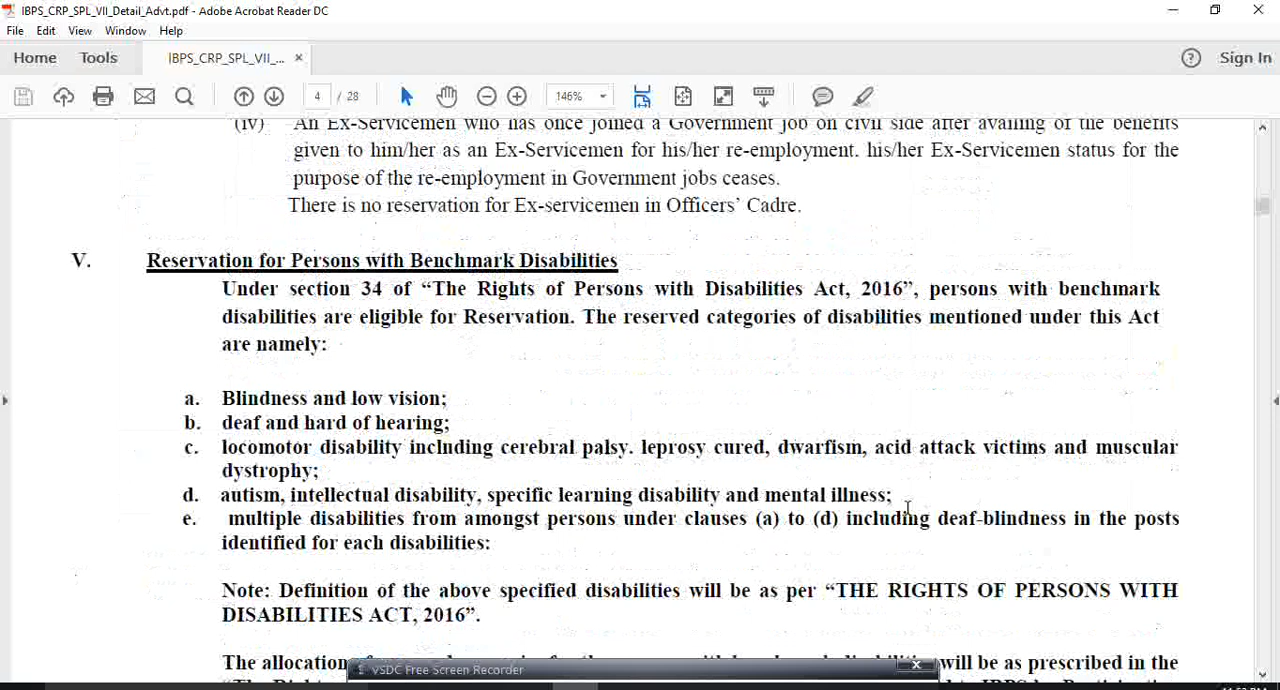 IBPS_CRP_SPL_VII_Detail_Advt.pdf - Adobe Acrobat Reader DC
File Edit View Window Help
Home Tools IBPS_CRP_SPL_VII_... × Sign In
4 / 28 146%
(iv) An Ex-Servicemen who has once joined a Government job on civil side after availing of the benefits
given to him/her as an Ex-Servicemen for his/her re-employment. his/her Ex-Servicemen status for the
purpose of the re-employment in Government jobs ceases.
There is no reservation for Ex-servicemen in Officers’ Cadre.
V. Reservation for Persons with Benchmark Disabilities
Under section 34 of “The Rights of Persons with Disabilities Act, 2016”, persons with benchmark
disabilities are eligible for Reservation. The reserved categories of disabilities mentioned under this Act
are namely:
a. Blindness and low vision;
b. deaf and hard of hearing;
c. locomotor disability including cerebral palsy. leprosy cured, dwarfism, acid attack victims and muscular
dystrophy;
d. autism, intellectual disability, specific learning disability and mental illness;
e. multiple disabilities from amongst persons under clauses (a) to (d) including deaf-blindness in the posts
identified for each disabilities:
Note: Definition of the above specified disabilities will be as per “THE RIGHTS OF PERSONS WITH
DISABILITIES ACT, 2016”.
The allocation will be as prescribed in the
VSDC Free Screen Recorder